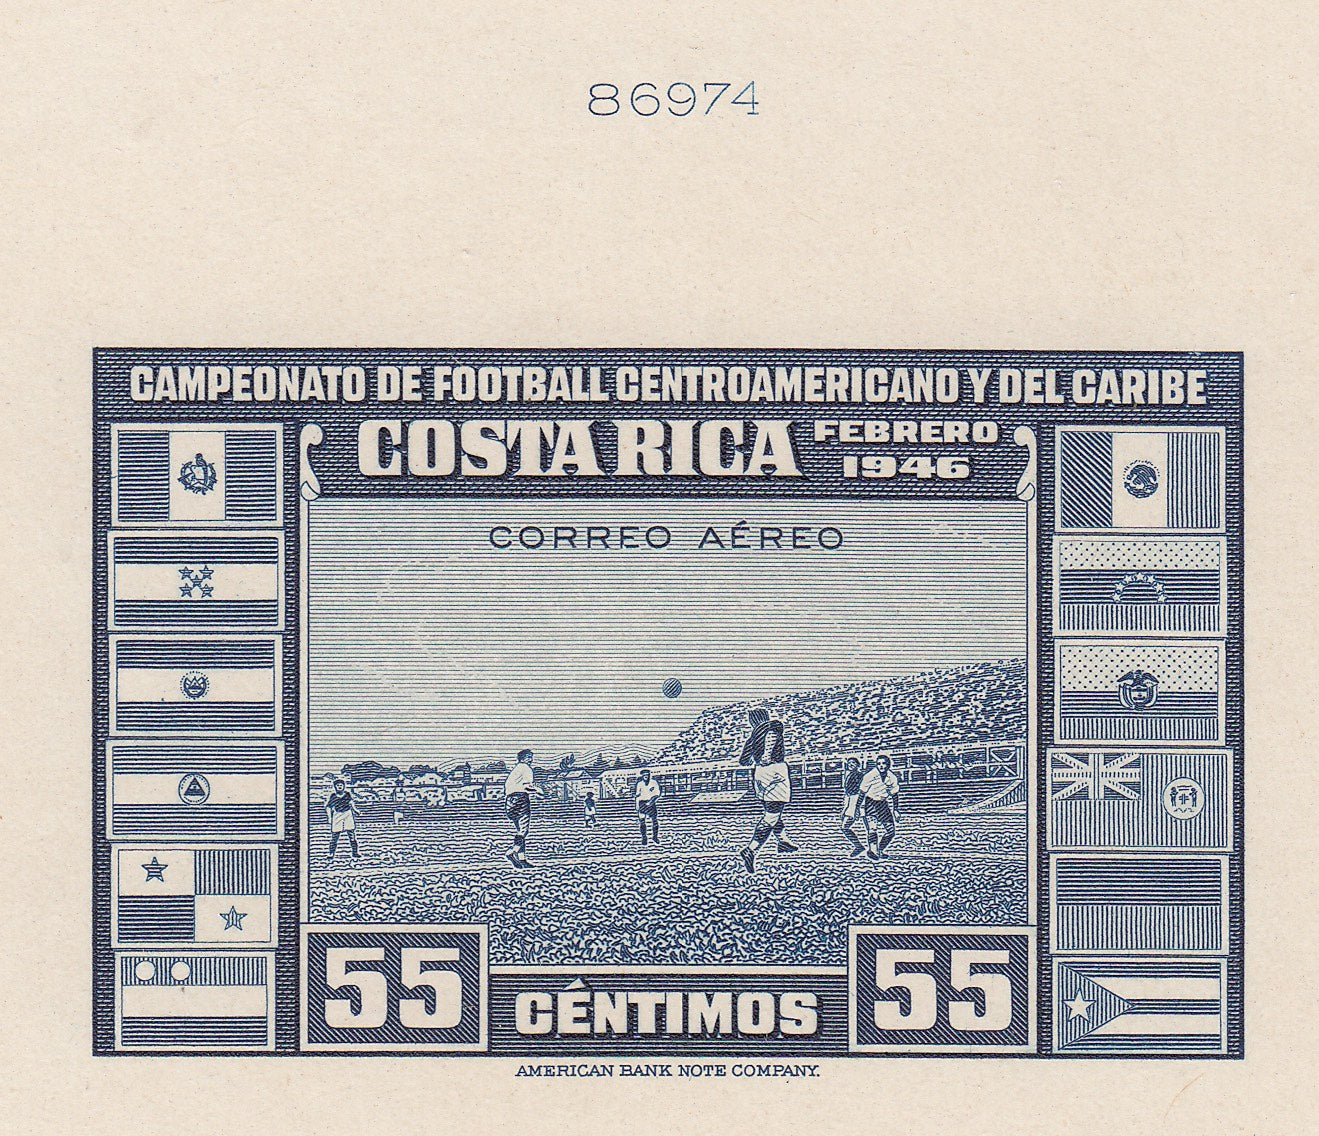 86974
CAMPEONATO DE FOOTBALL CENTROAMERICANO Y DEL CARIBE
COSTA RICA FEBRERO 1946
CORREO AÉREO
55 CÉNTIMOS 55
AMERICAN BANK NOTE COMPANY.